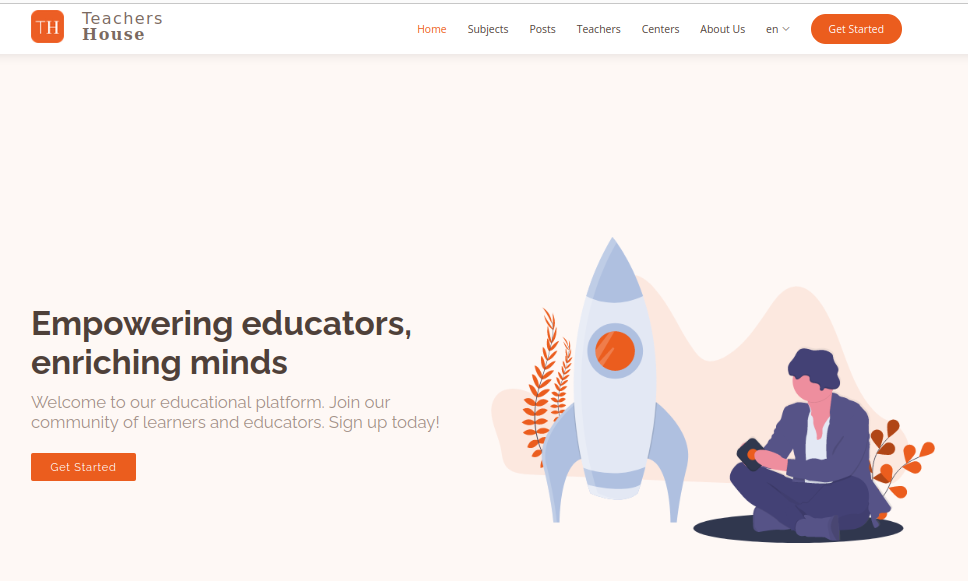 TH
Teachers
House
Home Subjects Posts Teachers Centers About Us en Get Started
Empowering educators,
enriching minds
Welcome to our educational platform. Join our
community of learners and educators. Sign up today!
Get Started